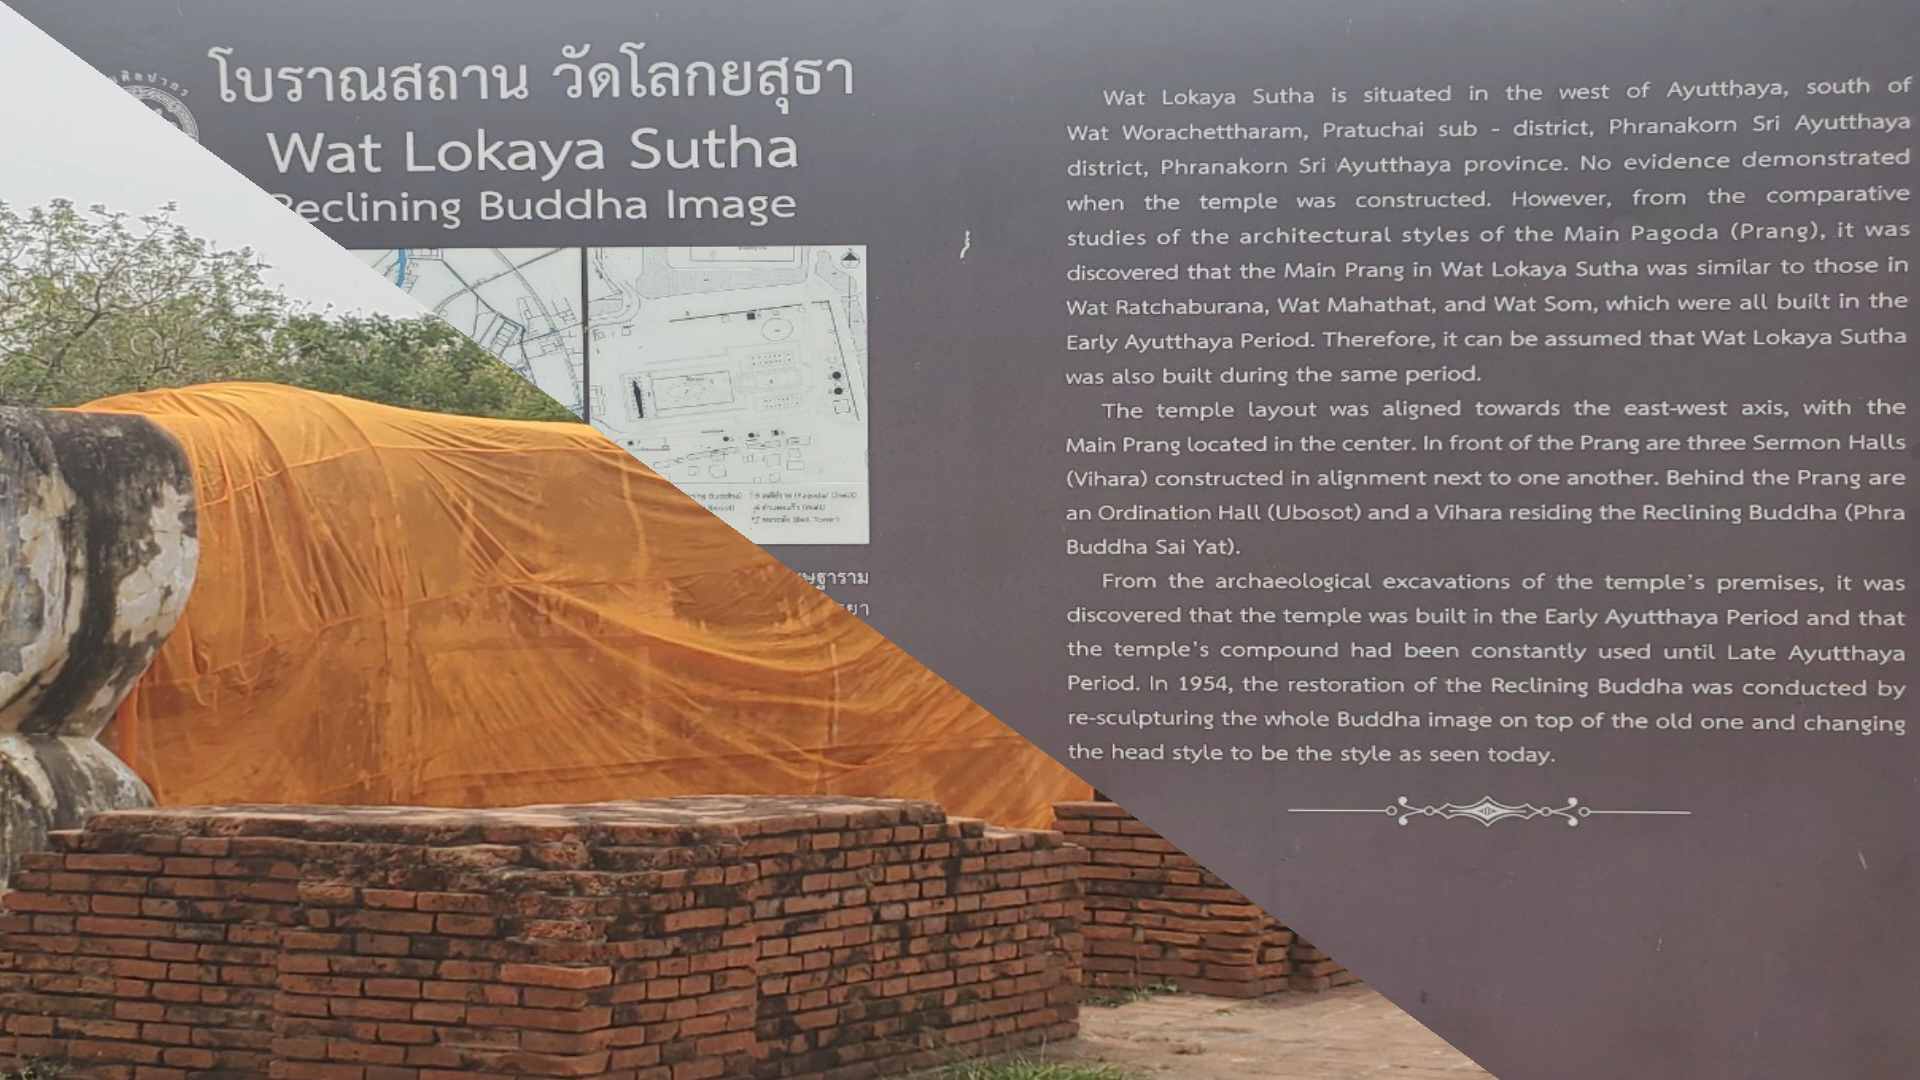 ศิลปากร
โบราณสถาน วัดโลกยสุธา
Wat Lokaya Sutha
Reclining Buddha Image
Wat Lokaya Sutha is situated in the west of Ayutthaya, south of
Wat Worachettharam, Pratuchai sub - district, Phranakorn Sri Ayutthaya
district, Phranakorn Sri Ayutthaya province. No evidence demonstrated
when the temple was constructed. However, from the comparative
studies of the architectural styles of the Main Pagoda (Prang), it was
discovered that the Main Prang in Wat Lokaya Sutha was similar to those in
Wat Ratchaburana, Wat Mahathat, and Wat Som, which were all built in the
Early Ayutthaya Period. Therefore, it can be assumed that Wat Lokaya Sutha
was also built during the same period.
The temple layout was aligned towards the east-west axis, with the
Main Prang located in the center. In front of the Prang are three Sermon Halls
(Vihara) constructed in alignment next to one another. Behind the Prang are
an Ordination Hall (Ubosot) and a Vihara residing the Reclining Buddha (Phra
Buddha Sai Yat).
From the archaeological excavations of the temple's premises, it was
discovered that the temple was built in the Early Ayutthaya Period and that
the temple's compound had been constantly used until Late Ayutthaya
Period. In 1954, the restoration of the Reclining Buddha was conducted by
re-sculpturing the whole Buddha image on top of the old one and changing
the head style to be the style as seen today.